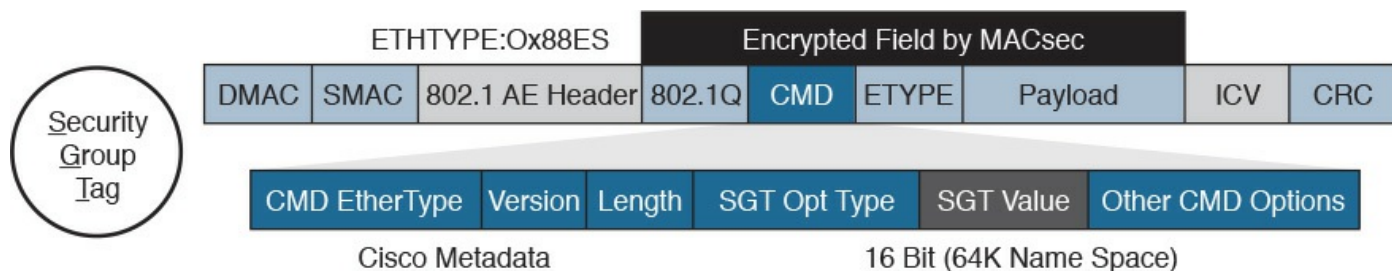 ETHTYPE:Ox88ES
Encrypted Field by MACsec
DMAC
SMAC
802.1 AE Header
802.1Q
CMD
ETYPE
Payload
ICV
CRC
Security
Group
Tag
CMD EtherType
Version
Length
SGT Opt Type
SGT Value
Other CMD Options
Cisco Metadata
16 Bit (64K Name Space)